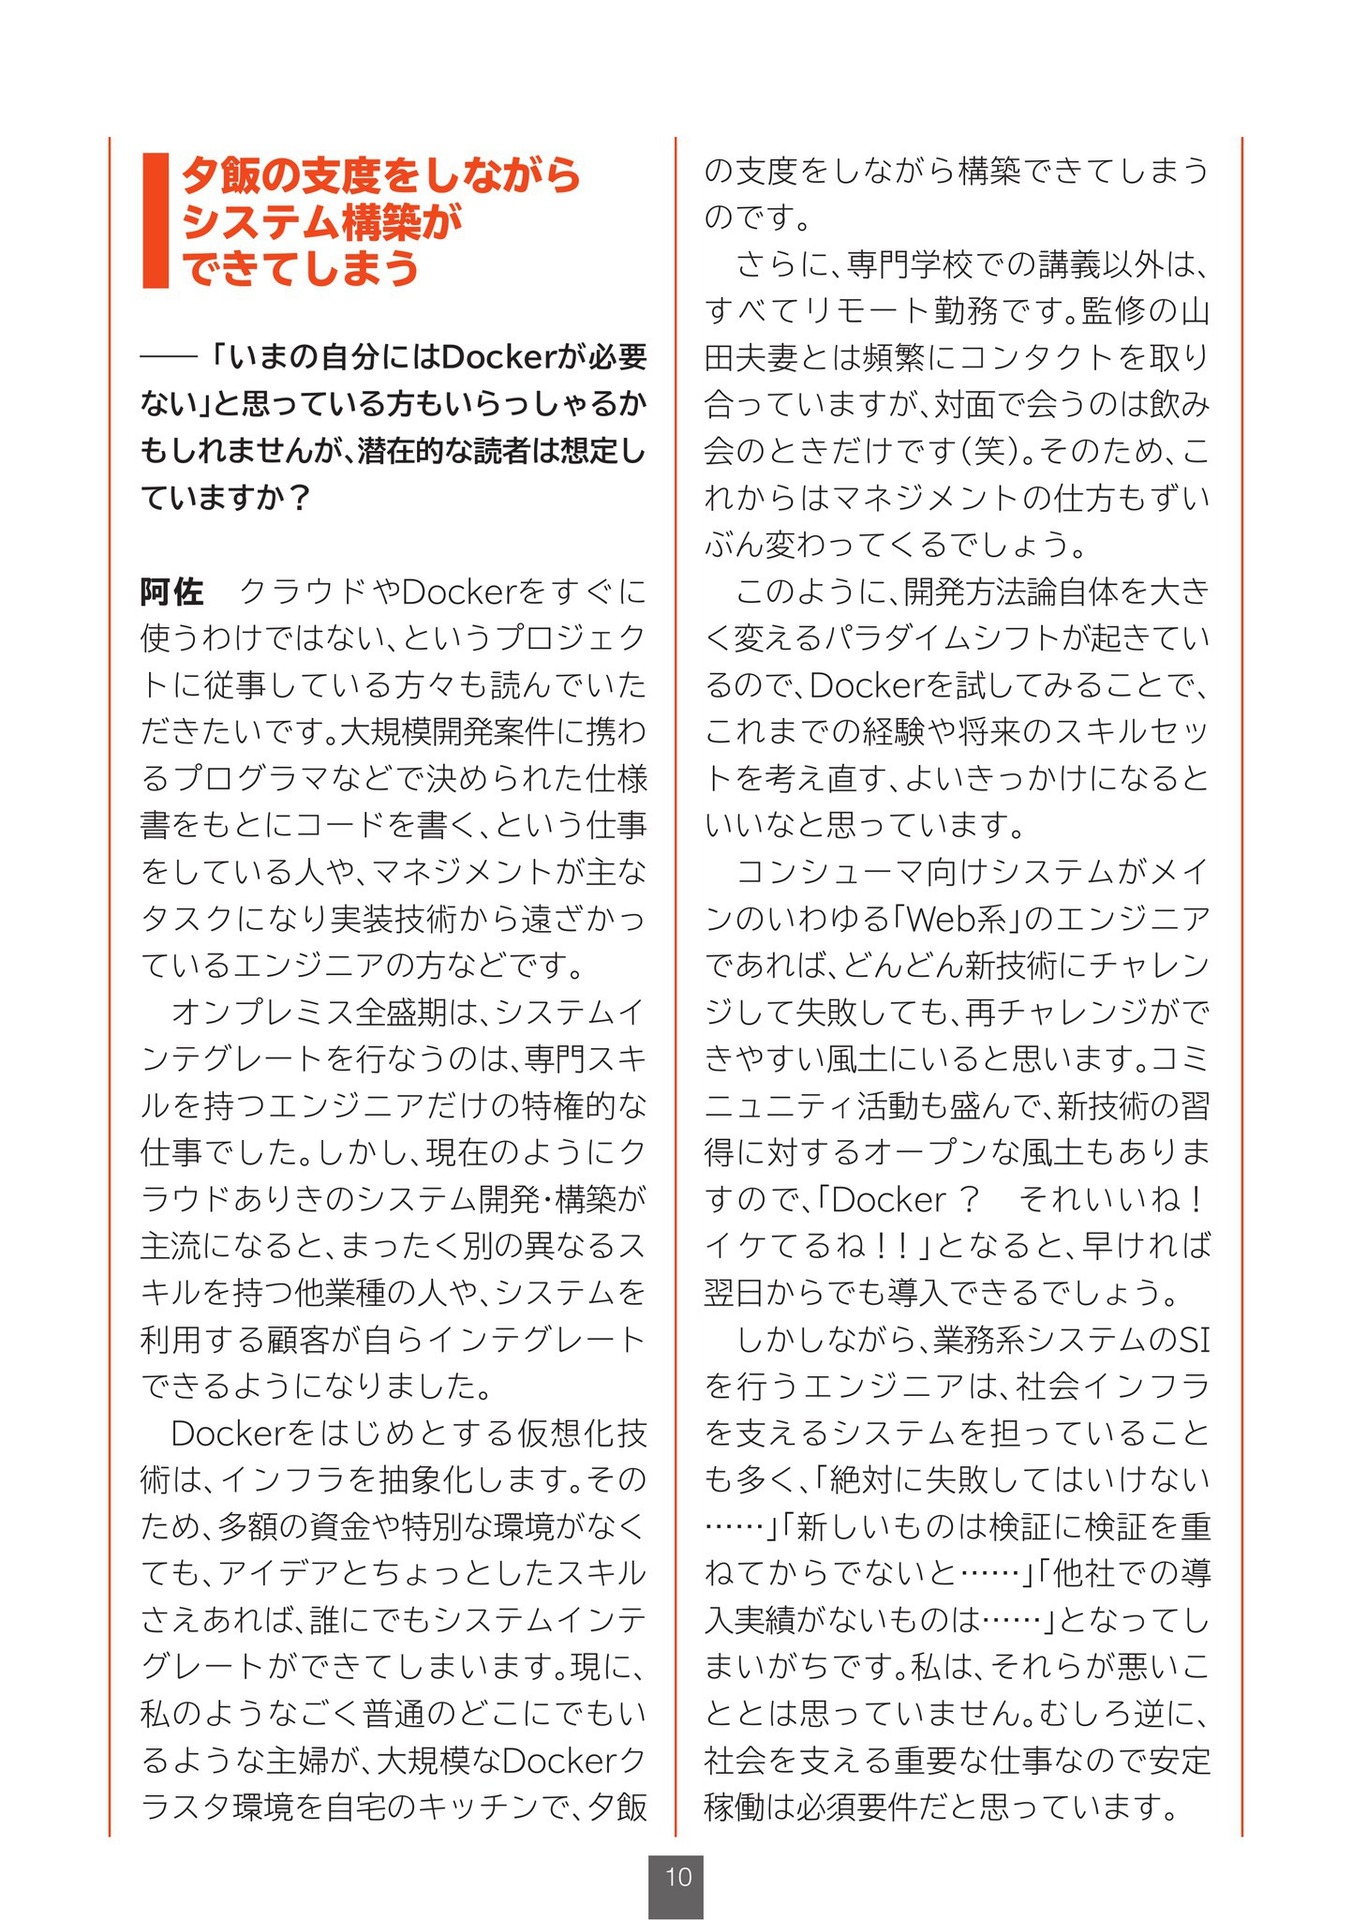 夕飯の支度をしながら
システム構築が
できてしまう
――「いまの自分にはDockerが必要
ない」と思っている方もいらっしゃるか
もしれませんが、潜在的な読者は想定し
ていますか？
阿佐　クラウドやDockerをすぐに
使うわけではない、というプロジェク
トに従事している方々も読んでいた
だきたいです。大規模開発案件に携わ
るプログラマなどで決められた仕様
書をもとにコードを書く、という仕事
をしている人や、マネジメントが主な
タスクになり実装技術から遠ざかっ
ているエンジニアの方などです。
　オンプレミス全盛期は、システムイ
ンテグレートを行なうのは、専門スキ
ルを持つエンジニアだけの特権的な
仕事でした。しかし、現在のようにク
ラウドありきのシステム開発・構築が
主流になると、まったく別の異なるス
キルを持つ他業種の人や、システムを
利用する顧客が自らインテグレート
できるようになりました。
　Dockerをはじめとする仮想化技
術は、インフラを抽象化します。その
ため、多額の資金や特別な環境がなく
ても、アイデアとちょっとしたスキル
さえあれば、誰にでもシステムインテ
グレートができてしまいます。現に、
私のようなごく普通のどこにでもい
るような主婦が、大規模なDockerク
ラスタ環境を自宅のキッチンで、夕飯
の支度をしながら構築できてしまう
のです。
　さらに、専門学校での講義以外は、
すべてリモート勤務です。監修の山
田夫妻とは頻繁にコンタクトを取り
合っていますが、対面で会うのは飲み
会のときだけです（笑）。そのため、こ
れからはマネジメントの仕方もずい
ぶん変わってくるでしょう。
　このように、開発方法論自体を大き
く変えるパラダイムシフトが起きてい
るので、Dockerを試してみることで、
これまでの経験や将来のスキルセッ
トを考え直す、よいきっかけになると
いいなと思っています。
　コンシューマ向けシステムがメイ
ンのいわゆる「Web系」のエンジニア
であれば、どんどん新技術にチャレン
ジして失敗しても、再チャレンジがで
きやすい風土にいると思います。コミ
ュニティ活動も盛んで、新技術の習
得に対するオープンな風土もありま
すので、「Docker？　それいいね！
イケてるね！！」となると、早ければ
翌日からでも導入できるでしょう。
　しかしながら、業務系システムのSI
を行うエンジニアは、社会インフラ
を支えるシステムを担っていること
も多く、「絶対に失敗してはいけない
……」「新しいものは検証に検証を重
ねてからでないと……」「他社での導
入実績がないものは……」となってし
まいがちです。私は、それらが悪いこ
ととは思っていません。むしろ逆に、
社会を支える重要な仕事なので安定
稼働は必須要件だと思っています。
10